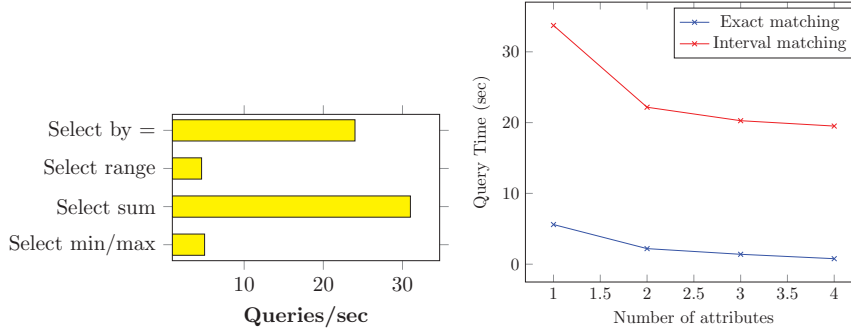 Select by =
Select range
Select sum
Select min/max
10 20 30
Queries/sec
Exact matching
Interval matching
30
20
10
0
Query Time (sec)
1 1.5 2 2.5 3 3.5 4
Number of attributes